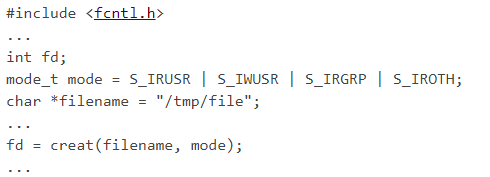 #include <fcntl.h>
...
int fd;
mode_t mode = S_IRUSR | S_IWUSR | S_IRGRP | S_IROTH;
char *filename = "/tmp/file";
...
fd = creat(filename, mode);
...